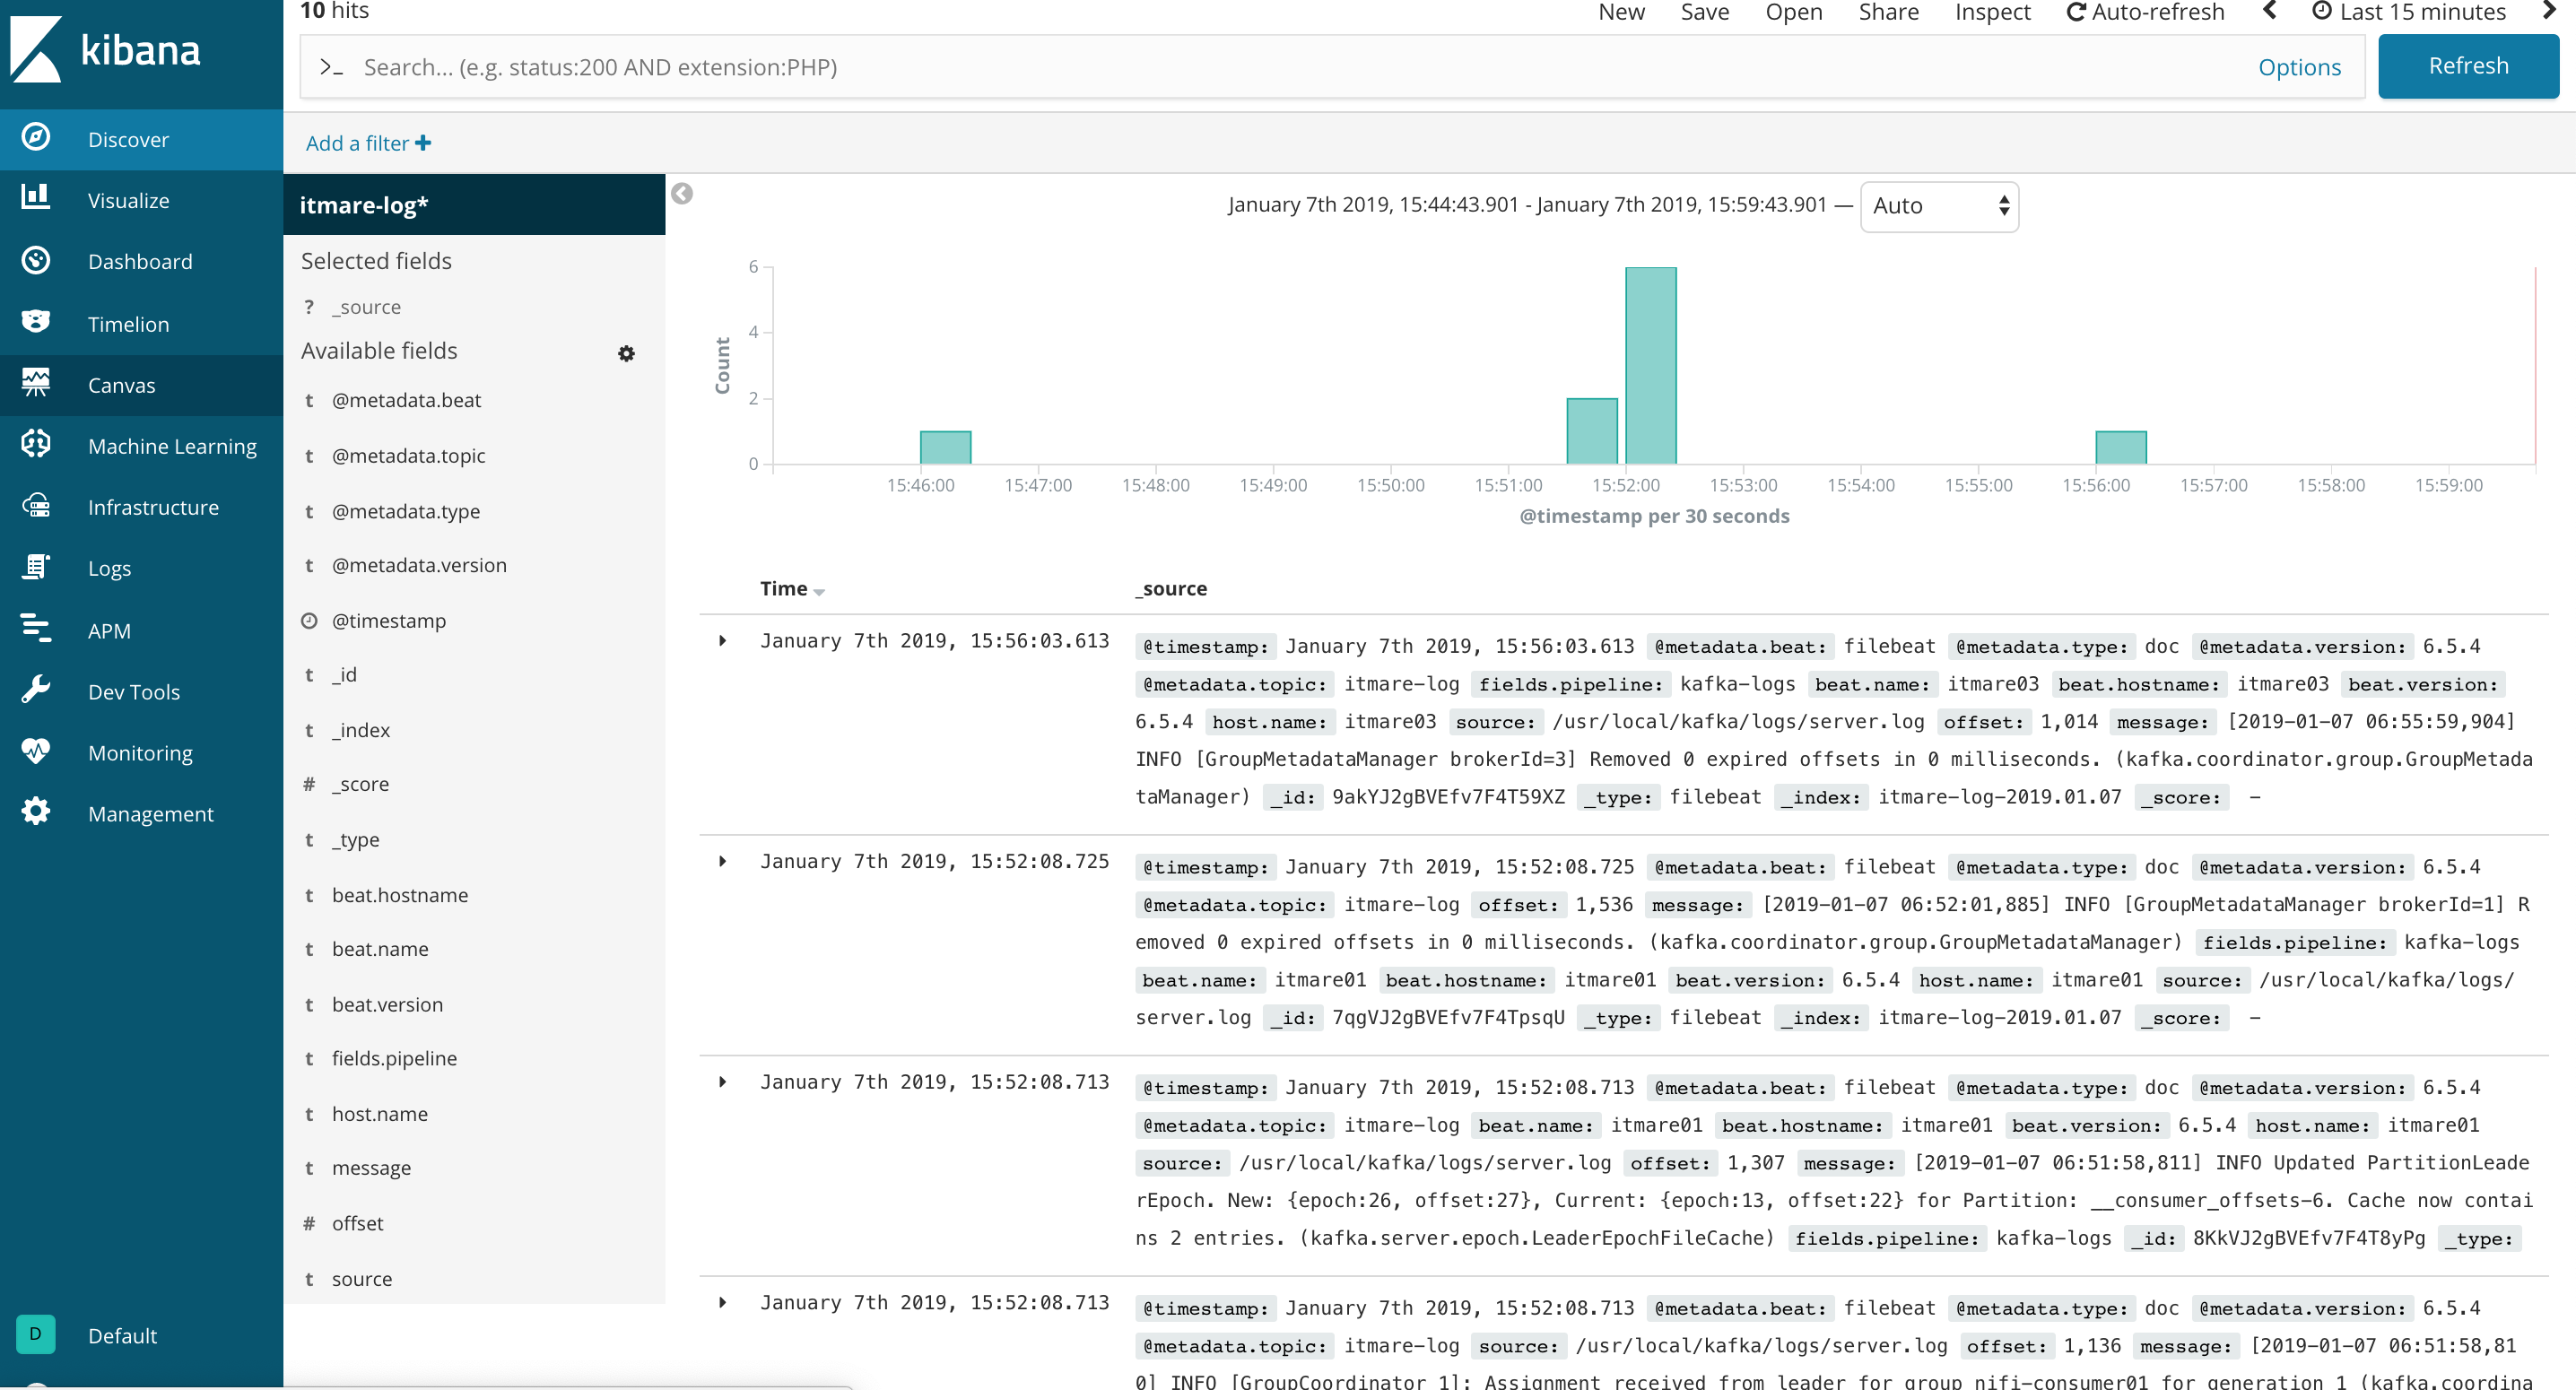 10 hits
New Save Open Share Inspect Auto-refresh Last 15 minutes
kibana
>_ Search... (e.g. status:200 AND extension:PHP) Options Refresh
Add a filter +
Discover
Visualize
Dashboard
Timelion
Canvas
Machine Learning
Infrastructure
Logs
APM
Dev Tools
Monitoring
Management
D Default
itmare-log*
Selected fields
? _source
Available fields
t @metadata.beat
t @metadata.topic
t @metadata.type
t @metadata.version
@timestamp
t _id
t _index
# _score
t _type
t beat.hostname
t beat.name
t beat.version
t fields.pipeline
t host.name
t message
# offset
t source
January 7th 2019, 15:44:43.901 - January 7th 2019, 15:59:43.901 — Auto
Count
6
4
2
0
15:46:00 15:47:00 15:48:00 15:49:00 15:50:00 15:51:00 15:52:00 15:53:00 15:54:00 15:55:00 15:56:00 15:57:00 15:58:00 15:59:00
@timestamp per 30 seconds
Time _source
January 7th 2019, 15:56:03.613
@timestamp: January 7th 2019, 15:56:03.613 @metadata.beat: filebeat @metadata.type: doc @metadata.version: 6.5.4
@metadata.topic: itmare-log fields.pipeline: kafka-logs beat.name: itmare03 beat.hostname: itmare03 beat.version:
6.5.4 host.name: itmare03 source: /usr/local/kafka/logs/server.log offset: 1,014 message: [2019-01-07 06:55:59,904]
INFO [GroupMetadataManager brokerId=3] Removed 0 expired offsets in 0 milliseconds. (kafka.coordinator.group.GroupMetada
taManager) _id: 9akYJ2gBVEfv7F4T59XZ _type: filebeat _index: itmare-log-2019.01.07 _score: –
January 7th 2019, 15:52:08.725
@timestamp: January 7th 2019, 15:52:08.725 @metadata.beat: filebeat @metadata.type: doc @metadata.version: 6.5.4
@metadata.topic: itmare-log offset: 1,536 message: [2019-01-07 06:52:01,885] INFO [GroupMetadataManager brokerId=1] R
emoved 0 expired offsets in 0 milliseconds. (kafka.coordinator.group.GroupMetadataManager) fields.pipeline: kafka-logs
beat.name: itmare01 beat.hostname: itmare01 beat.version: 6.5.4 host.name: itmare01 source: /usr/local/kafka/logs/
server.log _id: 7qgVJ2gBVEfv7F4TpsqU _type: filebeat _index: itmare-log-2019.01.07 _score: –
January 7th 2019, 15:52:08.713
@timestamp: January 7th 2019, 15:52:08.713 @metadata.beat: filebeat @metadata.type: doc @metadata.version: 6.5.4
@metadata.topic: itmare-log beat.name: itmare01 beat.hostname: itmare01 beat.version: 6.5.4 host.name: itmare01
source: /usr/local/kafka/logs/server.log offset: 1,307 message: [2019-01-07 06:51:58,811] INFO Updated PartitionLeade
rEpoch. New: {epoch:26, offset:27}, Current: {epoch:13, offset:22} for Partition: __consumer_offsets-6. Cache now contai
ns 2 entries. (kafka.server.epoch.LeaderEpochFileCache) fields.pipeline: kafka-logs _id: 8KkVJ2gBVEfv7F4T8yPg _type:
January 7th 2019, 15:52:08.713
@timestamp: January 7th 2019, 15:52:08.713 @metadata.beat: filebeat @metadata.type: doc @metadata.version: 6.5.4
@metadata.topic: itmare-log source: /usr/local/kafka/logs/server.log offset: 1,136 message: [2019-01-07 06:51:58,81
0] INFO [GroupCoordinator 1]: Assignment received from leader for group nifi-consumer01 for generation 1 (kafka.coordina